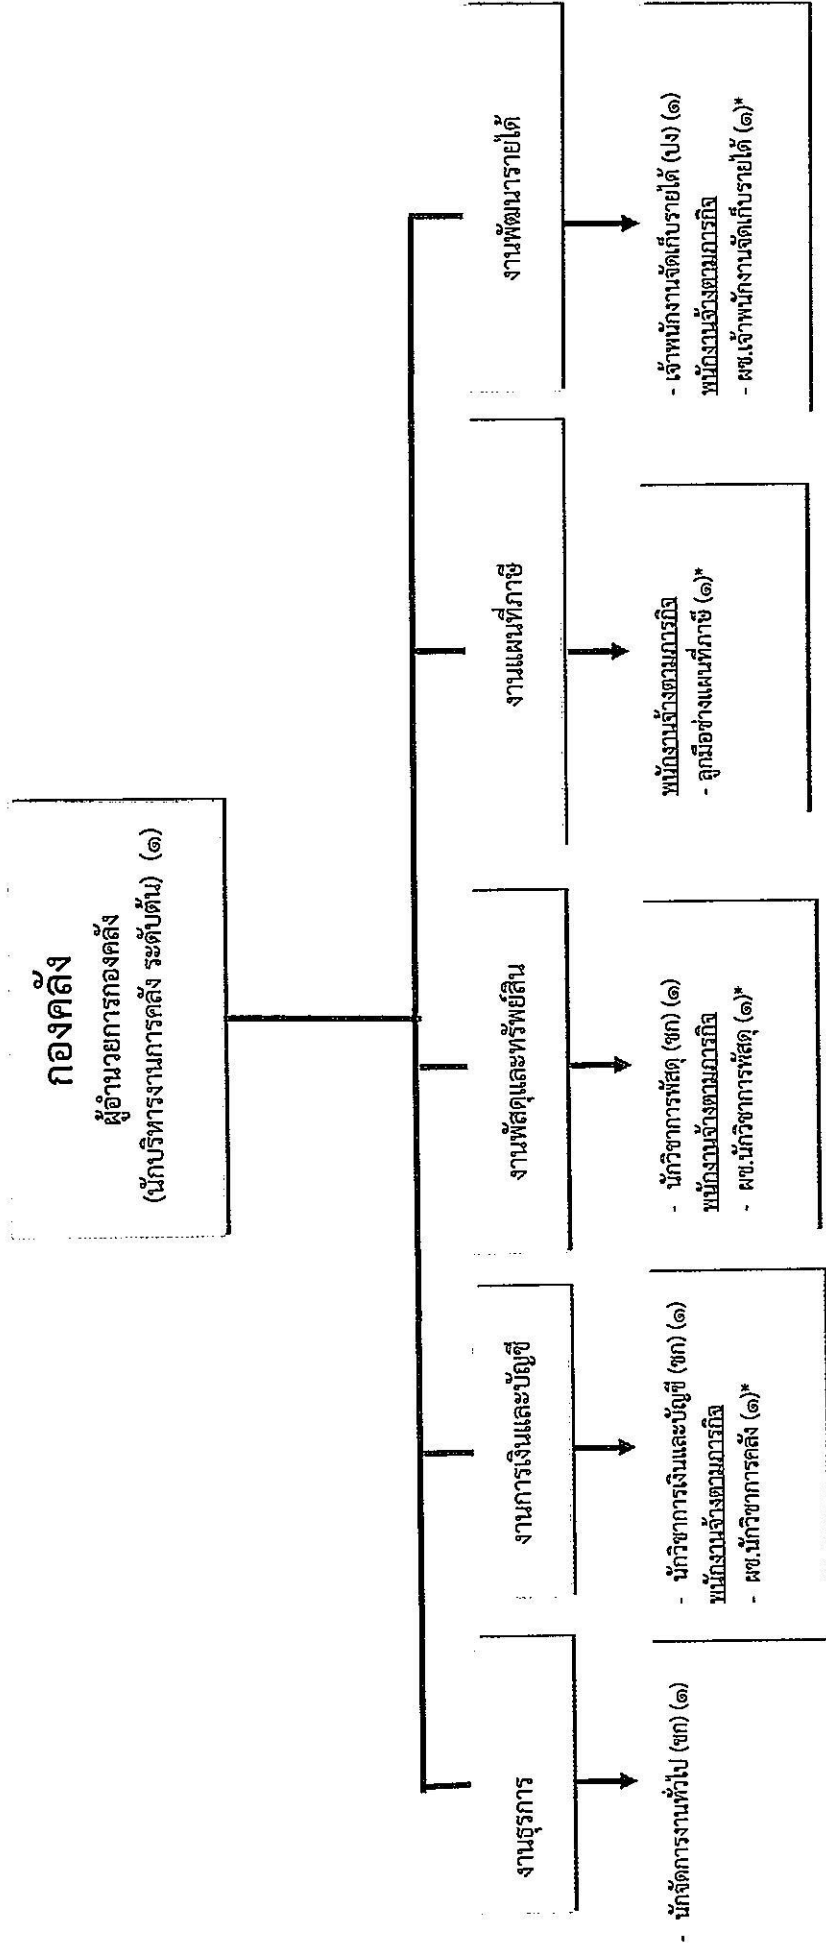 กองคลัง
ผู้อำนวยการกองคลัง
(นักบริหารงานการคลัง ระดับต้น) (๑)
งานธุรการ
- นักจัดการงานทั่วไป (ชก) (๑)
งานการเงินและบัญชี
- นักวิชาการเงินและบัญชี (ชก) (๑)
พนักงานจ้างตามภารกิจ
- ผช.นักวิชาการคลัง (๑)*
งานพัสดุและทรัพย์สิน
- นักวิชาการพัสดุ (ชก) (๑)
พนักงานจ้างตามภารกิจ
- ผช.นักวิชาการพัสดุ (๑)*
งานแผนที่ภาษี
พนักงานจ้างตามภารกิจ
- ลูกมือช่างแผนที่ภาษี (๑)*
งานพัฒนารายได้
- เจ้าพนักงานจัดเก็บรายได้ (ปง) (๑)
พนักงานจ้างตามภารกิจ
- ผช.เจ้าพนักงานจัดเก็บรายได้ (๑)*